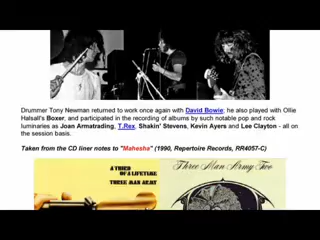 Drummer Tony Newman returned to work once again with David Bowie; he also played with Ollie
Halsall's Boxer, and participated in the recording of albums by such notable pop and rock
luminaries as Joan Armatrading, T.Rex, Shakin' Stevens, Kevin Ayers and Lee Clayton - all on
the session basis.
Taken from the CD liner notes to "Mahesha" (1990, Repertoire Records, RR4057-C)
A THIRD
OF A LIFETIME
THREE MAN ARMY
Three Man Army Two